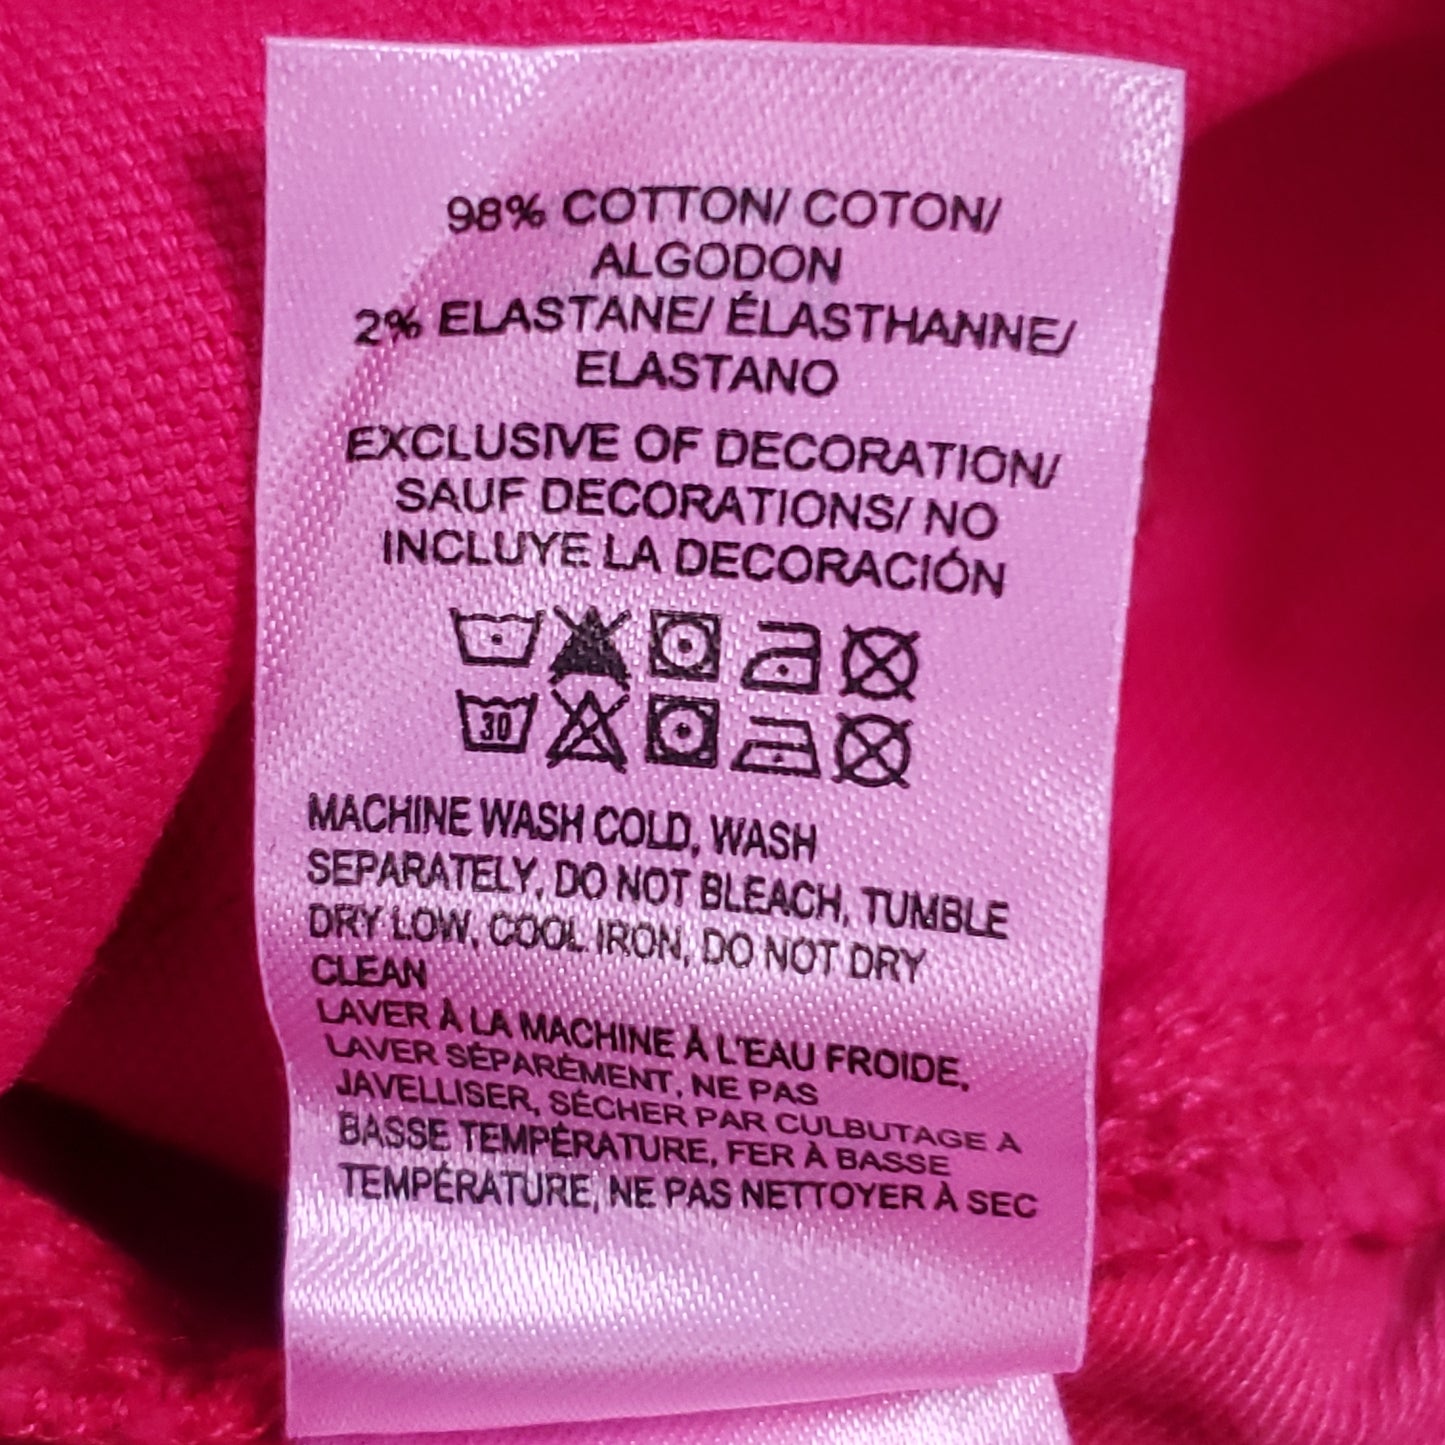 98% COTTON/ COTON/
ALGODON
2% ELASTANE/ ÉLASTHANNE/
ELASTANO
EXCLUSIVE OF DECORATION/
SAUF DECORATIONS/ NO
INCLUYE LA DECORACIÓN
30
MACHINE WASH COLD, WASH
SEPARATELY, DO NOT BLEACH, TUMBLE
DRY LOW, COOL IRON, DO NOT DRY
CLEAN
LAVER À LA MACHINE À L'EAU FROIDE,
LAVER SÉPARÉMENT, NE PAS
JAVELLISER, SÉCHER PAR CULBUTAGE A
BASSE TEMPÉRATURE, FER À BASSE
TEMPÉRATURE, NE PAS NETTOYER À SEC